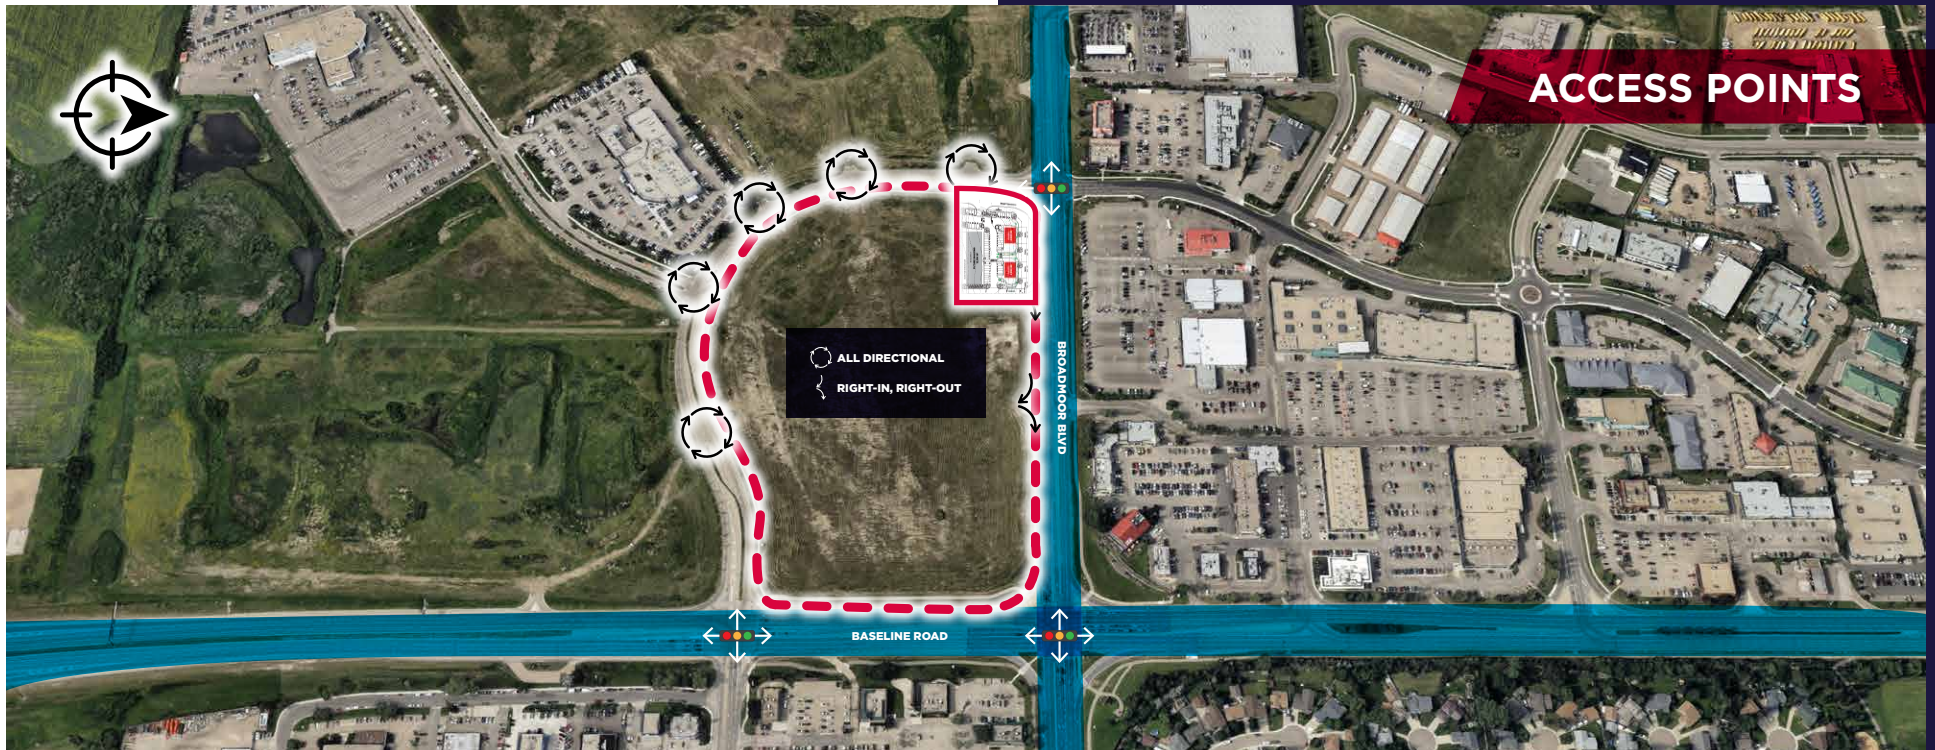 ACCESS POINTS
ALL DIRECTIONAL
RIGHT-IN, RIGHT-OUT
BROADMOOR BLVD
BASELINE ROAD